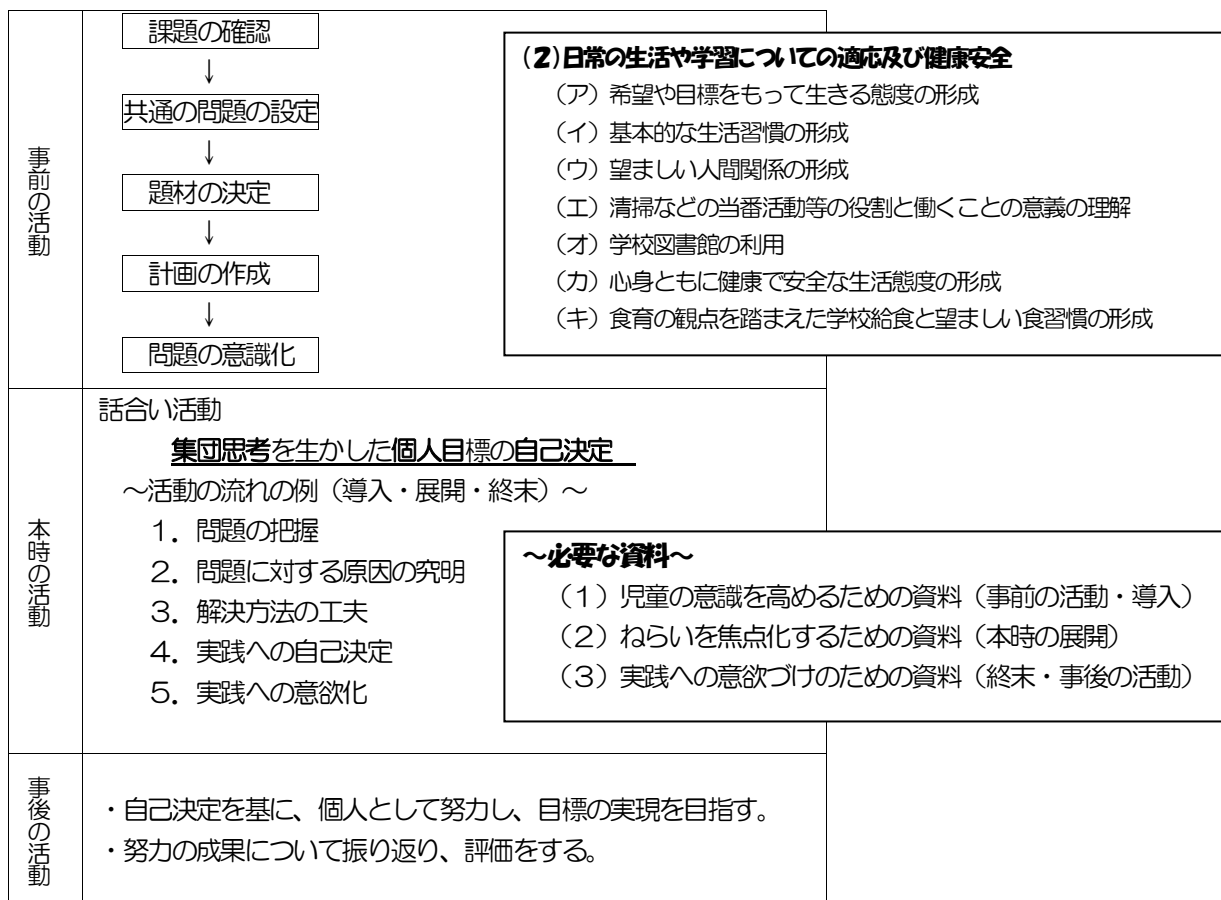 事前の活動
課題の確認
↓
共通の問題の設定
↓
題材の決定
↓
計画の作成
↓
問題の意識化
(2)日常の生活や学習についての適応及び健康安全
（ア）希望や目標をもって生きる態度の形成
（イ）基本的な生活習慣の形成
（ウ）望ましい人間関係の形成
（エ）清掃などの当番活動等の役割と働くことの意義の理解
（オ）学校図書館の利用
（カ）心身ともに健康で安全な生活態度の形成
（キ）食育の観点を踏まえた学校給食と望ましい食習慣の形成
本時の活動
話合い活動
集団思考を生かした個人目標の自己決定
～活動の流れの例（導入・展開・終末）～
１．問題の把握
２．問題に対する原因の究明
３．解決方法の工夫
４．実践への自己決定
５．実践への意欲化
～必要な資料～
（１）児童の意識を高めるための資料（事前の活動・導入）
（２）ねらいを焦点化するための資料（本時の展開）
（３）実践への意欲づけのための資料（終末・事後の活動）
事後の活動
・自己決定を基に、個人として努力し、目標の実現を目指す。
・努力の成果について振り返り、評価をする。